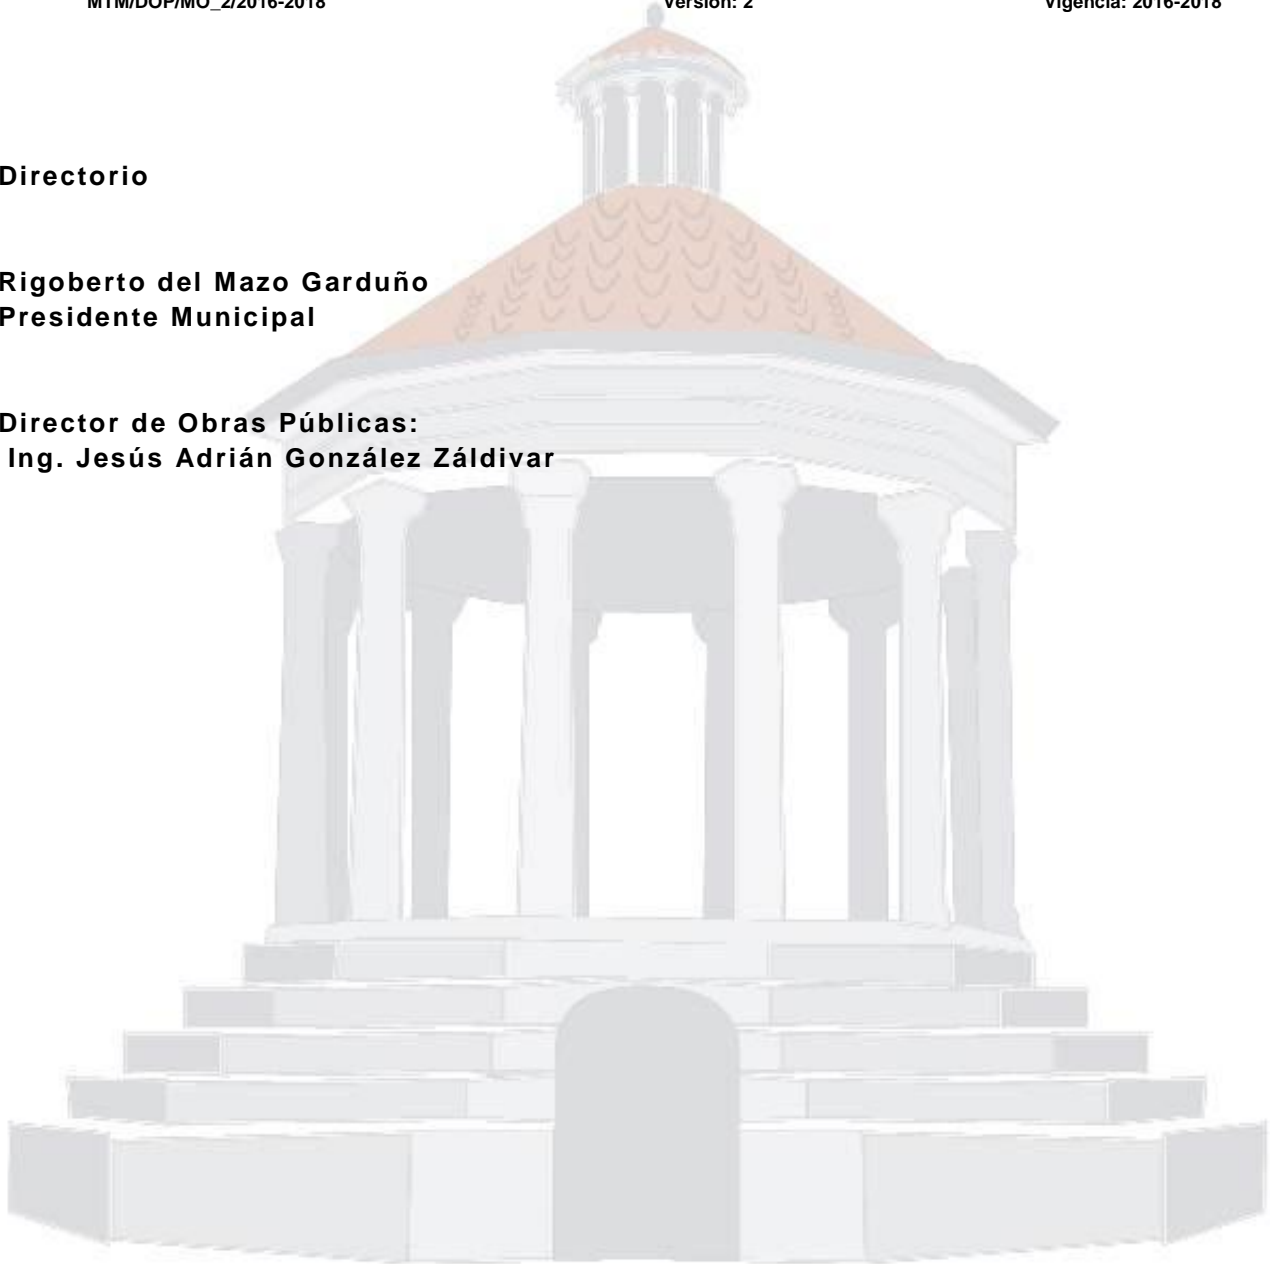 MTM/DOP/MO_2/2016-2018 Versión: 2 Vigencia: 2016-2018
Directorio
Rigoberto del Mazo Garduño
Presidente Municipal
Director de Obras Públicas:
Ing. Jesús Adrián González Záldivar